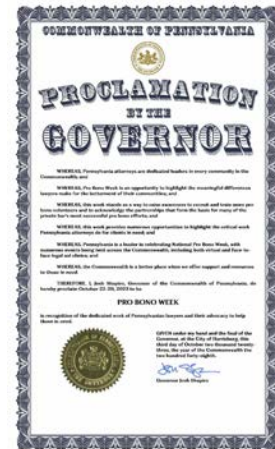 COMMONWEALTH OF PENNSYLVANIA
PROCLAMATION
BY THE
GOVERNOR
WHEREAS, Pennsylvania attorneys are dedicated leaders in every community in the
Commonwealth; and
WHEREAS, Pro Bono Week is an opportunity to highlight the meaningful differences
lawyers make for the betterment of their communities; and
WHEREAS, this week stands as a way to raise awareness to recruit and train more pro
bono volunteers and to acknowledge the partnerships that form the basis for many of the
private bar's most successful pro bono efforts; and
WHEREAS, this week provides numerous opportunities to highlight the critical work
Pennsylvania attorneys do for clients in need; and
WHEREAS, Pennsylvania is a leader in celebrating National Pro Bono Week, with
numerous events being held across the Commonwealth, including both virtual and face-to-
face legal aid clinics; and
WHEREAS, the Commonwealth is a better place when we offer support and resources
to those in need.
THEREFORE, I, Josh Shapiro, Governor of the Commonwealth of Pennsylvania, do
hereby proclaim October 22-28, 2023 to be
PRO BONO WEEK
in recognition of the dedicated work of Pennsylvanian lawyers and their advocacy to help
those in need.
GIVEN under my hand and the Seal of the
Governor, at the City of Harrisburg, this
third day of October two thousand twenty-
three, the year of the Commonwealth the
two hundred forty-eighth.
Governor Josh Shapiro